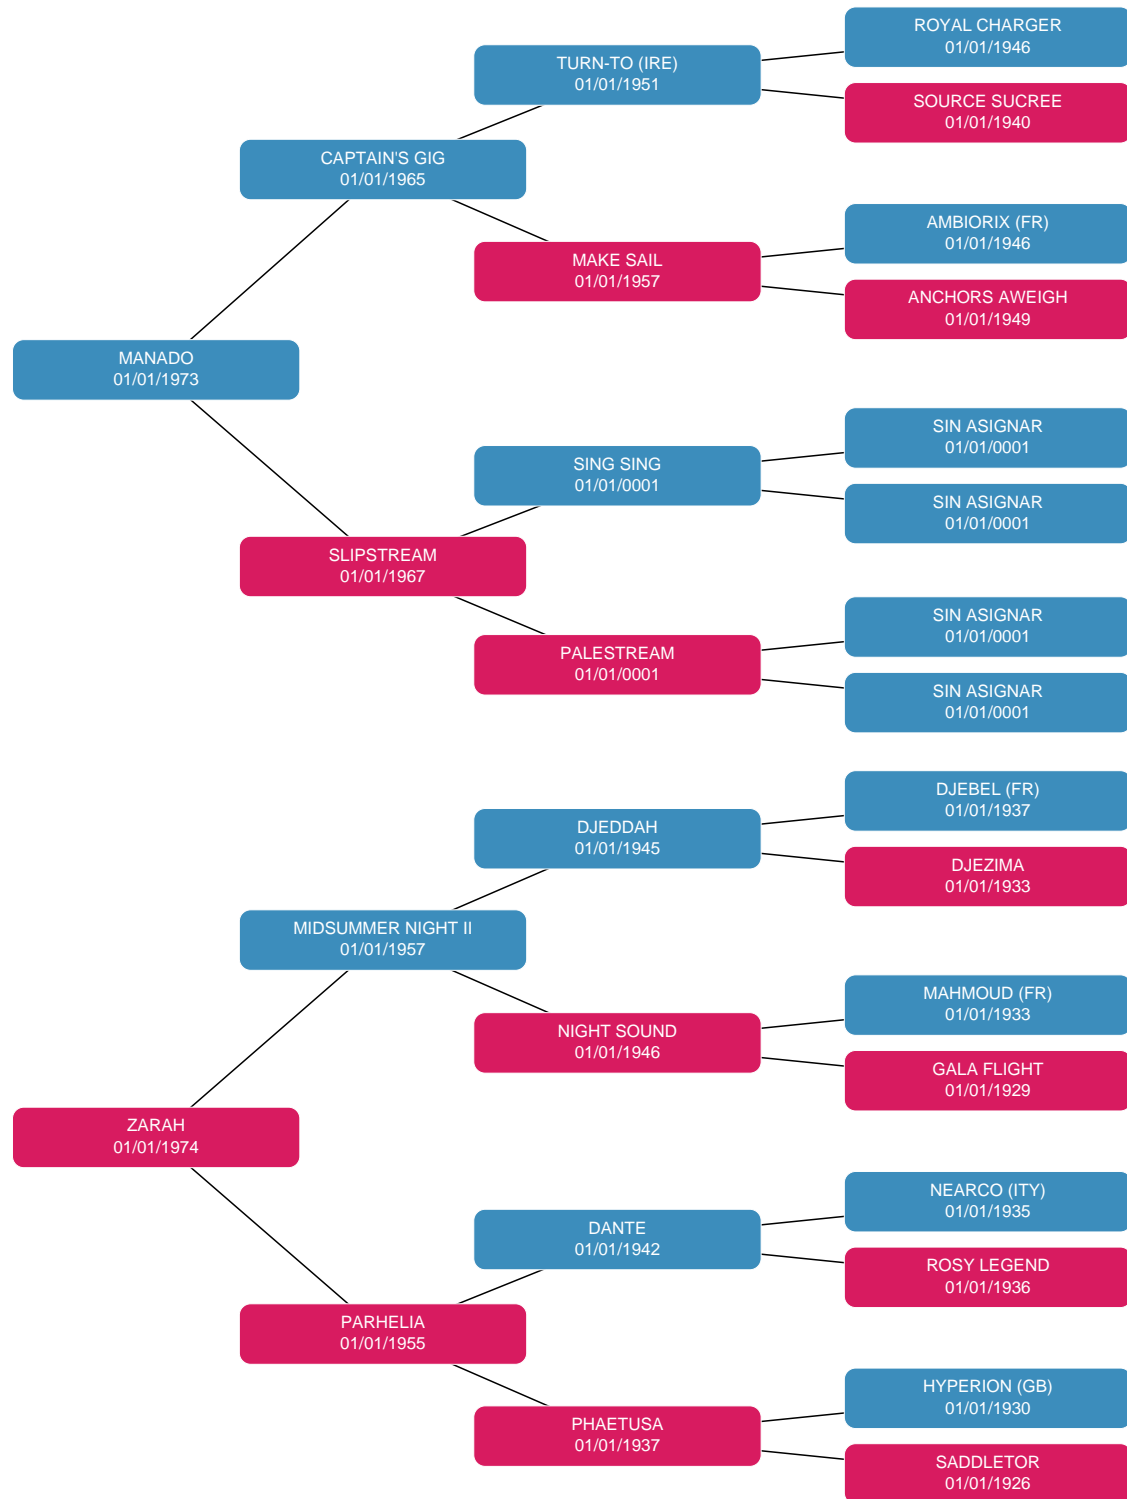 ROYAL CHARGER
01/01/1946
TURN-TO (IRE)
01/01/1951
SOURCE SUCREE
01/01/1940
CAPTAIN'S GIG
01/01/1965
AMBIORIX (FR)
01/01/1946
MAKE SAIL
01/01/1957
ANCHORS AWEIGH
01/01/1949
MANADO
01/01/1973
SIN ASIGNAR
01/01/0001
SING SING
01/01/0001
SIN ASIGNAR
01/01/0001
SLIPSTREAM
01/01/1967
SIN ASIGNAR
01/01/0001
PALESTREAM
01/01/0001
SIN ASIGNAR
01/01/0001
DJEBEL (FR)
01/01/1937
DJEDDAH
01/01/1945
DJEZIMA
01/01/1933
MIDSUMMER NIGHT II
01/01/1957
MAHMOUD (FR)
01/01/1933
NIGHT SOUND
01/01/1946
GALA FLIGHT
01/01/1929
ZARAH
01/01/1974
NEARCO (ITY)
01/01/1935
DANTE
01/01/1942
ROSY LEGEND
01/01/1936
PARHELIA
01/01/1955
HYPERION (GB)
01/01/1930
PHAETUSA
01/01/1937
SADDLETOR
01/01/1926